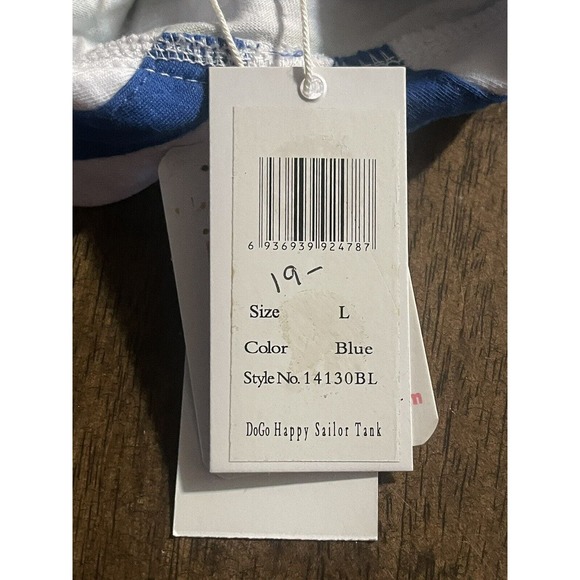 6 936939 924787
19-
Size L
Color Blue
Style No. 14130BL
DoGo Happy Sailor Tank
m